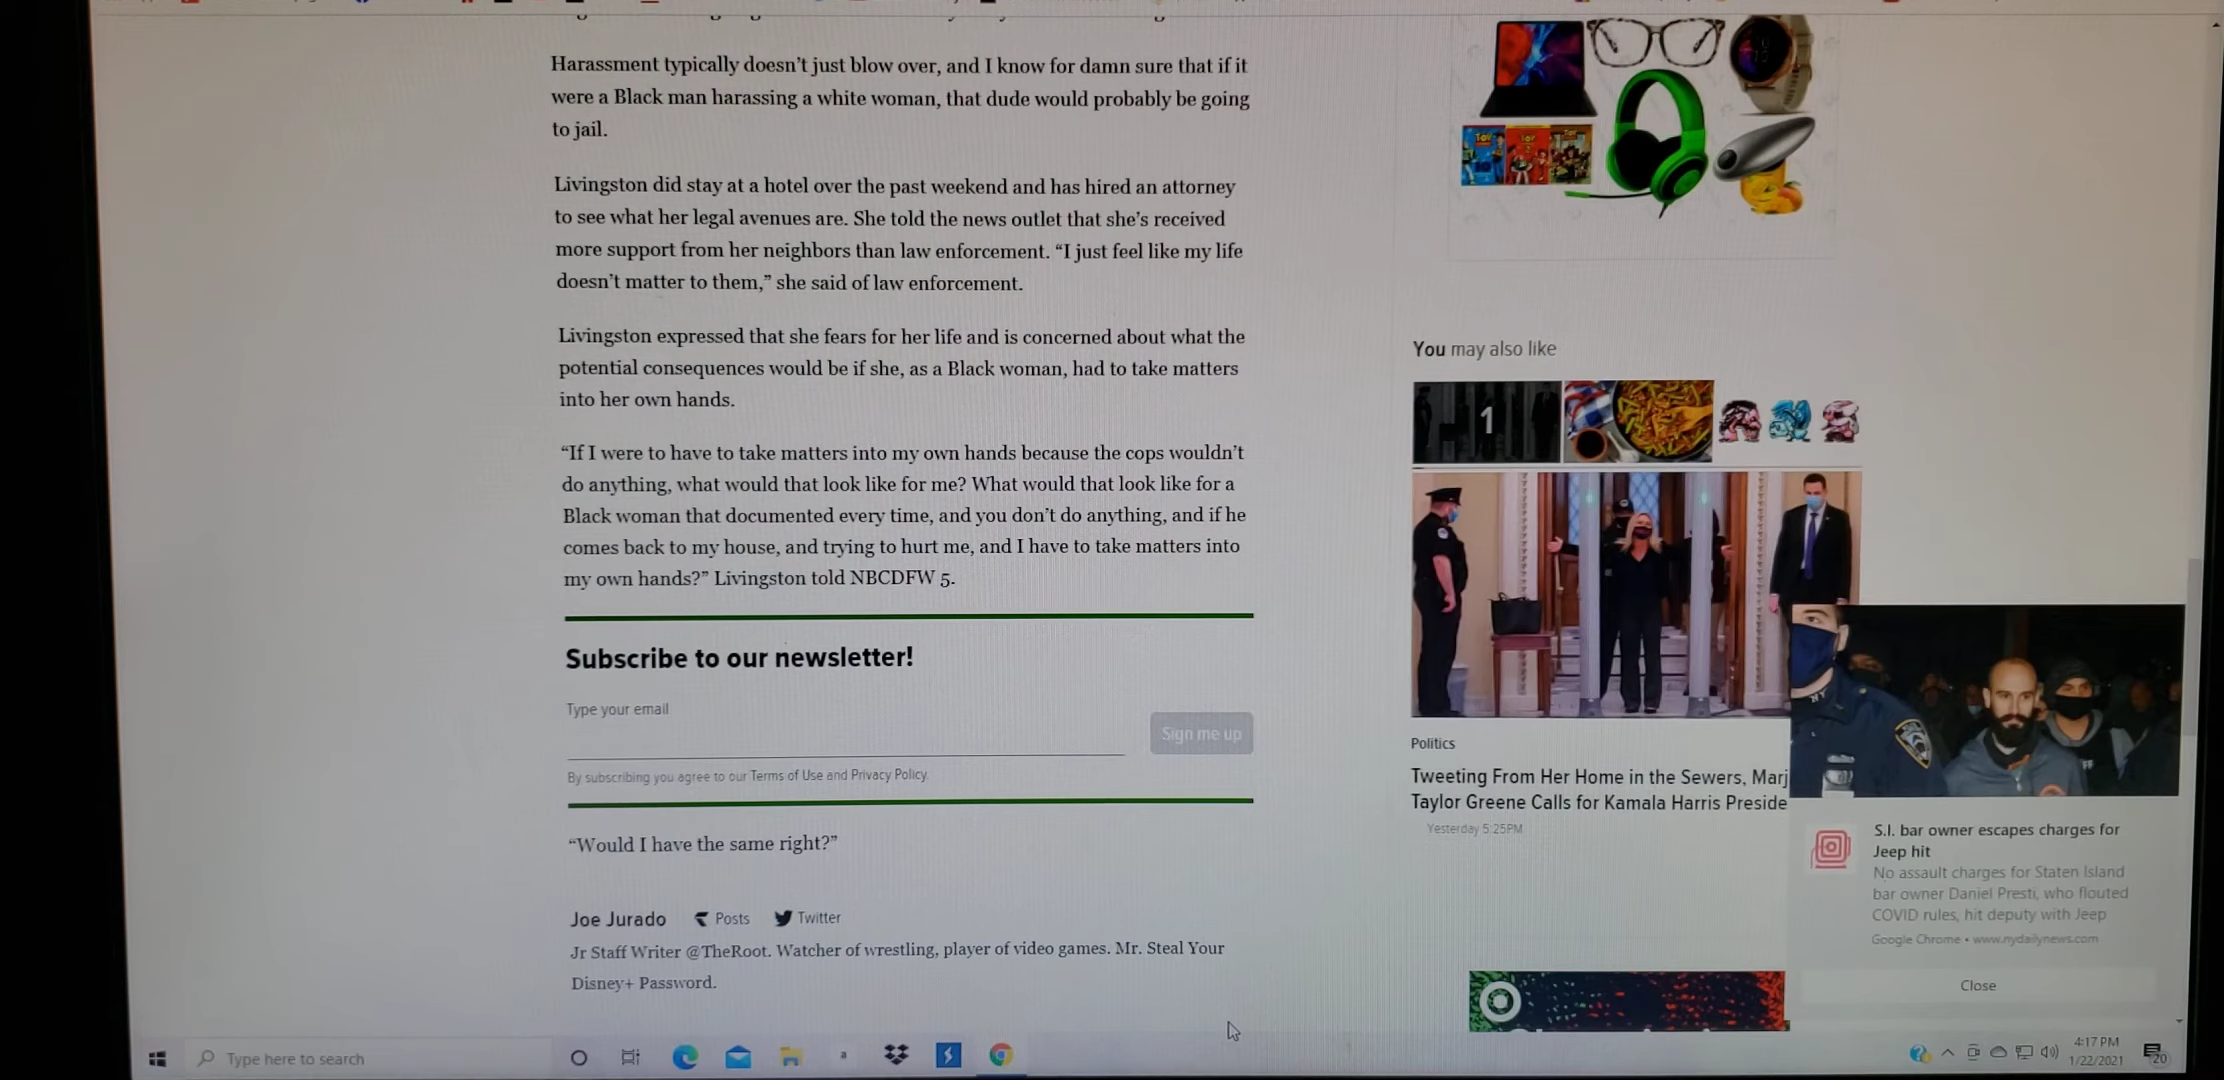 Harassment typically doesn’t just blow over, and I know for damn sure that if it
were a Black man harassing a white woman, that dude would probably be going
to jail.
Livingston did stay at a hotel over the past weekend and has hired an attorney
to see what her legal avenues are. She told the news outlet that she’s received
more support from her neighbors than law enforcement. “I just feel like my life
doesn’t matter to them,” she said of law enforcement.
Livingston expressed that she fears for her life and is concerned about what the
potential consequences would be if she, as a Black woman, had to take matters
into her own hands.
“If I were to have to take matters into my own hands because the cops wouldn’t
do anything, what would that look like for me? What would that look like for a
Black woman that documented every time, and you don’t do anything, and if he
comes back to my house, and trying to hurt me, and I have to take matters into
my own hands?” Livingston told NBCDFW 5.
Subscribe to our newsletter!
Type your email
Sign me up
By subscribing you agree to our Terms of Use and Privacy Policy.
“Would I have the same right?”
Joe Jurado Posts Twitter
Jr Staff Writer @TheRoot. Watcher of wrestling, player of video games. Mr. Steal Your
Disney+ Password.
You may also like
1
Politics
Tweeting From Her Home in the Sewers, Marj
Taylor Greene Calls for Kamala Harris Preside
Yesterday 5:25PM
S.I. bar owner escapes charges for
Jeep hit
No assault charges for Staten Island
bar owner Daniel Presti, who flouted
COVID rules, hit deputy with Jeep
Google Chrome • www.nydailynews.com
Close
Type here to search
a
4:17 PM
1/22/2021
20